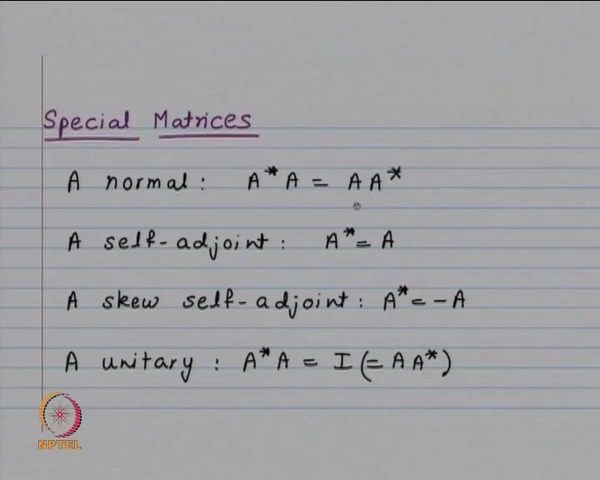 Special Matrices
A normal: A* A = A A*
A self-adjoint: A* = A
A skew self-adjoint: A* = -A
A unitary: A* A = I (= A A*)
NPTEL